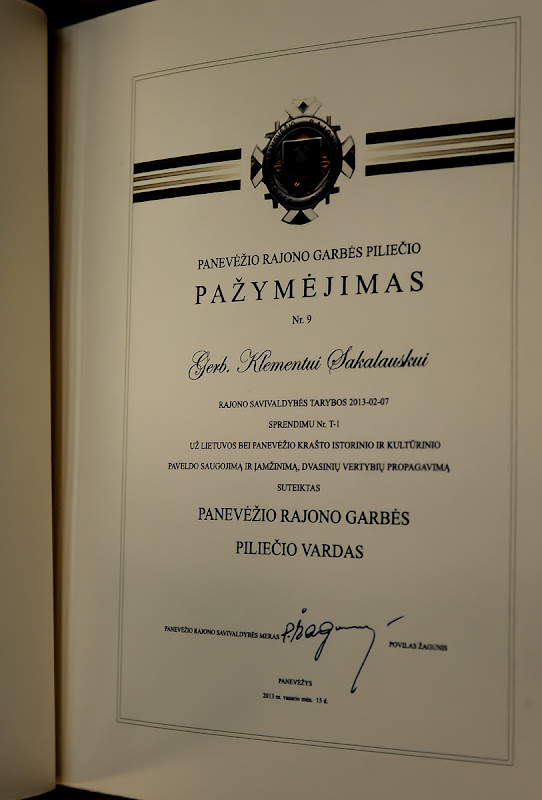 PANEVĖŽIO RAJONO GARBĖS PILIEČIO
PAŽYMĖJIMAS
Nr. 9
Gerb. Klementui Sakalauskui
RAJONO SAVIVALDYBĖS TARYBOS 2013-02-07
SPRENDIMU Nr. T-1
UŽ LIETUVOS BEI PANEVĖŽIO KRAŠTO ISTORINIO IR KULTŪRINIO
PAVELDO SAUGOJIMĄ IR ĮAMŽINIMĄ, DVASINIŲ VERTYBIŲ PROPAGAVIMĄ
SUTEIKTAS
PANEVĖŽIO RAJONO GARBĖS
PILIEČIO VARDAS
PANEVĖŽIO RAJONO SAVIVALDYBĖS MERAS P. Žagunis POVILAS ŽAGUNIS
PANEVĖŽYS
2013 m. vasario mėn. 15 d.